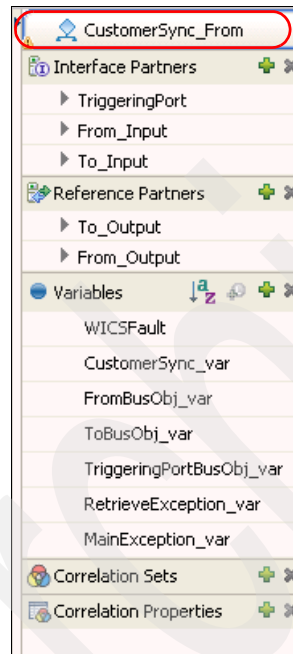 CustomerSync_From
Interface Partners
TriggeringPort
From_Input
To_Input
Reference Partners
To_Output
From_Output
Variables
WICSFault
CustomerSync_var
FromBusObj_var
ToBusObj_var
TriggeringPortBusObj_var
RetrieveException_var
MainException_var
Correlation Sets
Correlation Properties